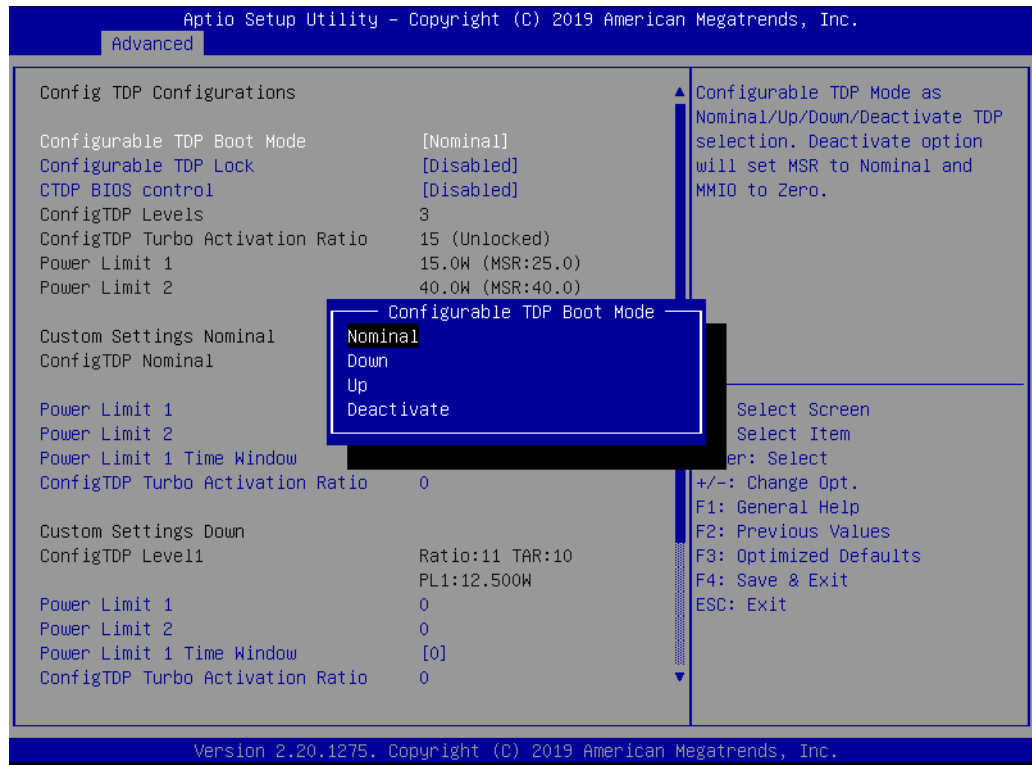 Aptio Setup Utility – Copyright (C) 2019 American Megatrends, Inc.
Advanced
Config TDP Configurations
Configurable TDP Boot Mode [Nominal]
Configurable TDP Lock [Disabled]
CTDP BIOS control [Disabled]
ConfigTDP Levels 3
ConfigTDP Turbo Activation Ratio 15 (Unlocked)
Power Limit 1 15.0W (MSR:25.0)
Power Limit 2 40.0W (MSR:40.0)
Custom Settings Nominal
ConfigTDP Nominal
Power Limit 1
Power Limit 2
Power Limit 1 Time Window
ConfigTDP Turbo Activation Ratio 0
Custom Settings Down
ConfigTDP Level1 Ratio:11 TAR:10
PL1:12.500W
Power Limit 1 0
Power Limit 2 0
Power Limit 1 Time Window [0]
ConfigTDP Turbo Activation Ratio 0
Configurable TDP Boot Mode
Nominal
Down
Up
Deactivate
Configurable TDP Mode as
Nominal/Up/Down/Deactivate TDP
selection. Deactivate option
will set MSR to Nominal and
MMIO to Zero.
Select Screen
Select Item
er: Select
+/-: Change Opt.
F1: General Help
F2: Previous Values
F3: Optimized Defaults
F4: Save & Exit
ESC: Exit
Version 2.20.1275. Copyright (C) 2019 American Megatrends, Inc.